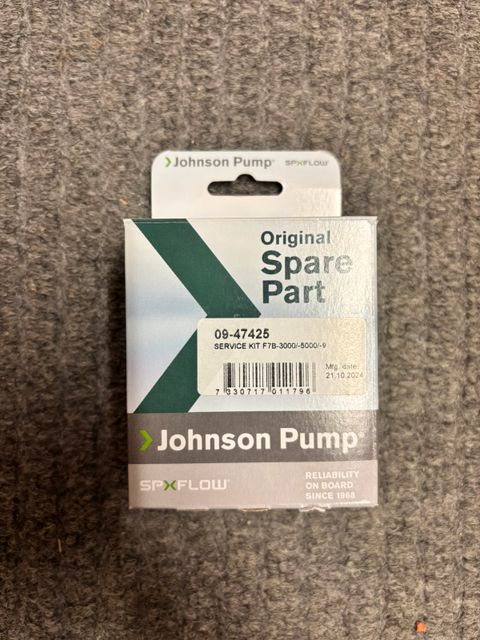 Johnson Pump®
SPXFLOW®
Original
Spare
Part
09-47425
SERVICE KIT F7B-3000/-5000/-9
Mfg. date:
21.10.2024
7 330717 011796
Johnson Pump®
SPXFLOW®
RELIABILITY
ON BOARD
SINCE 1968